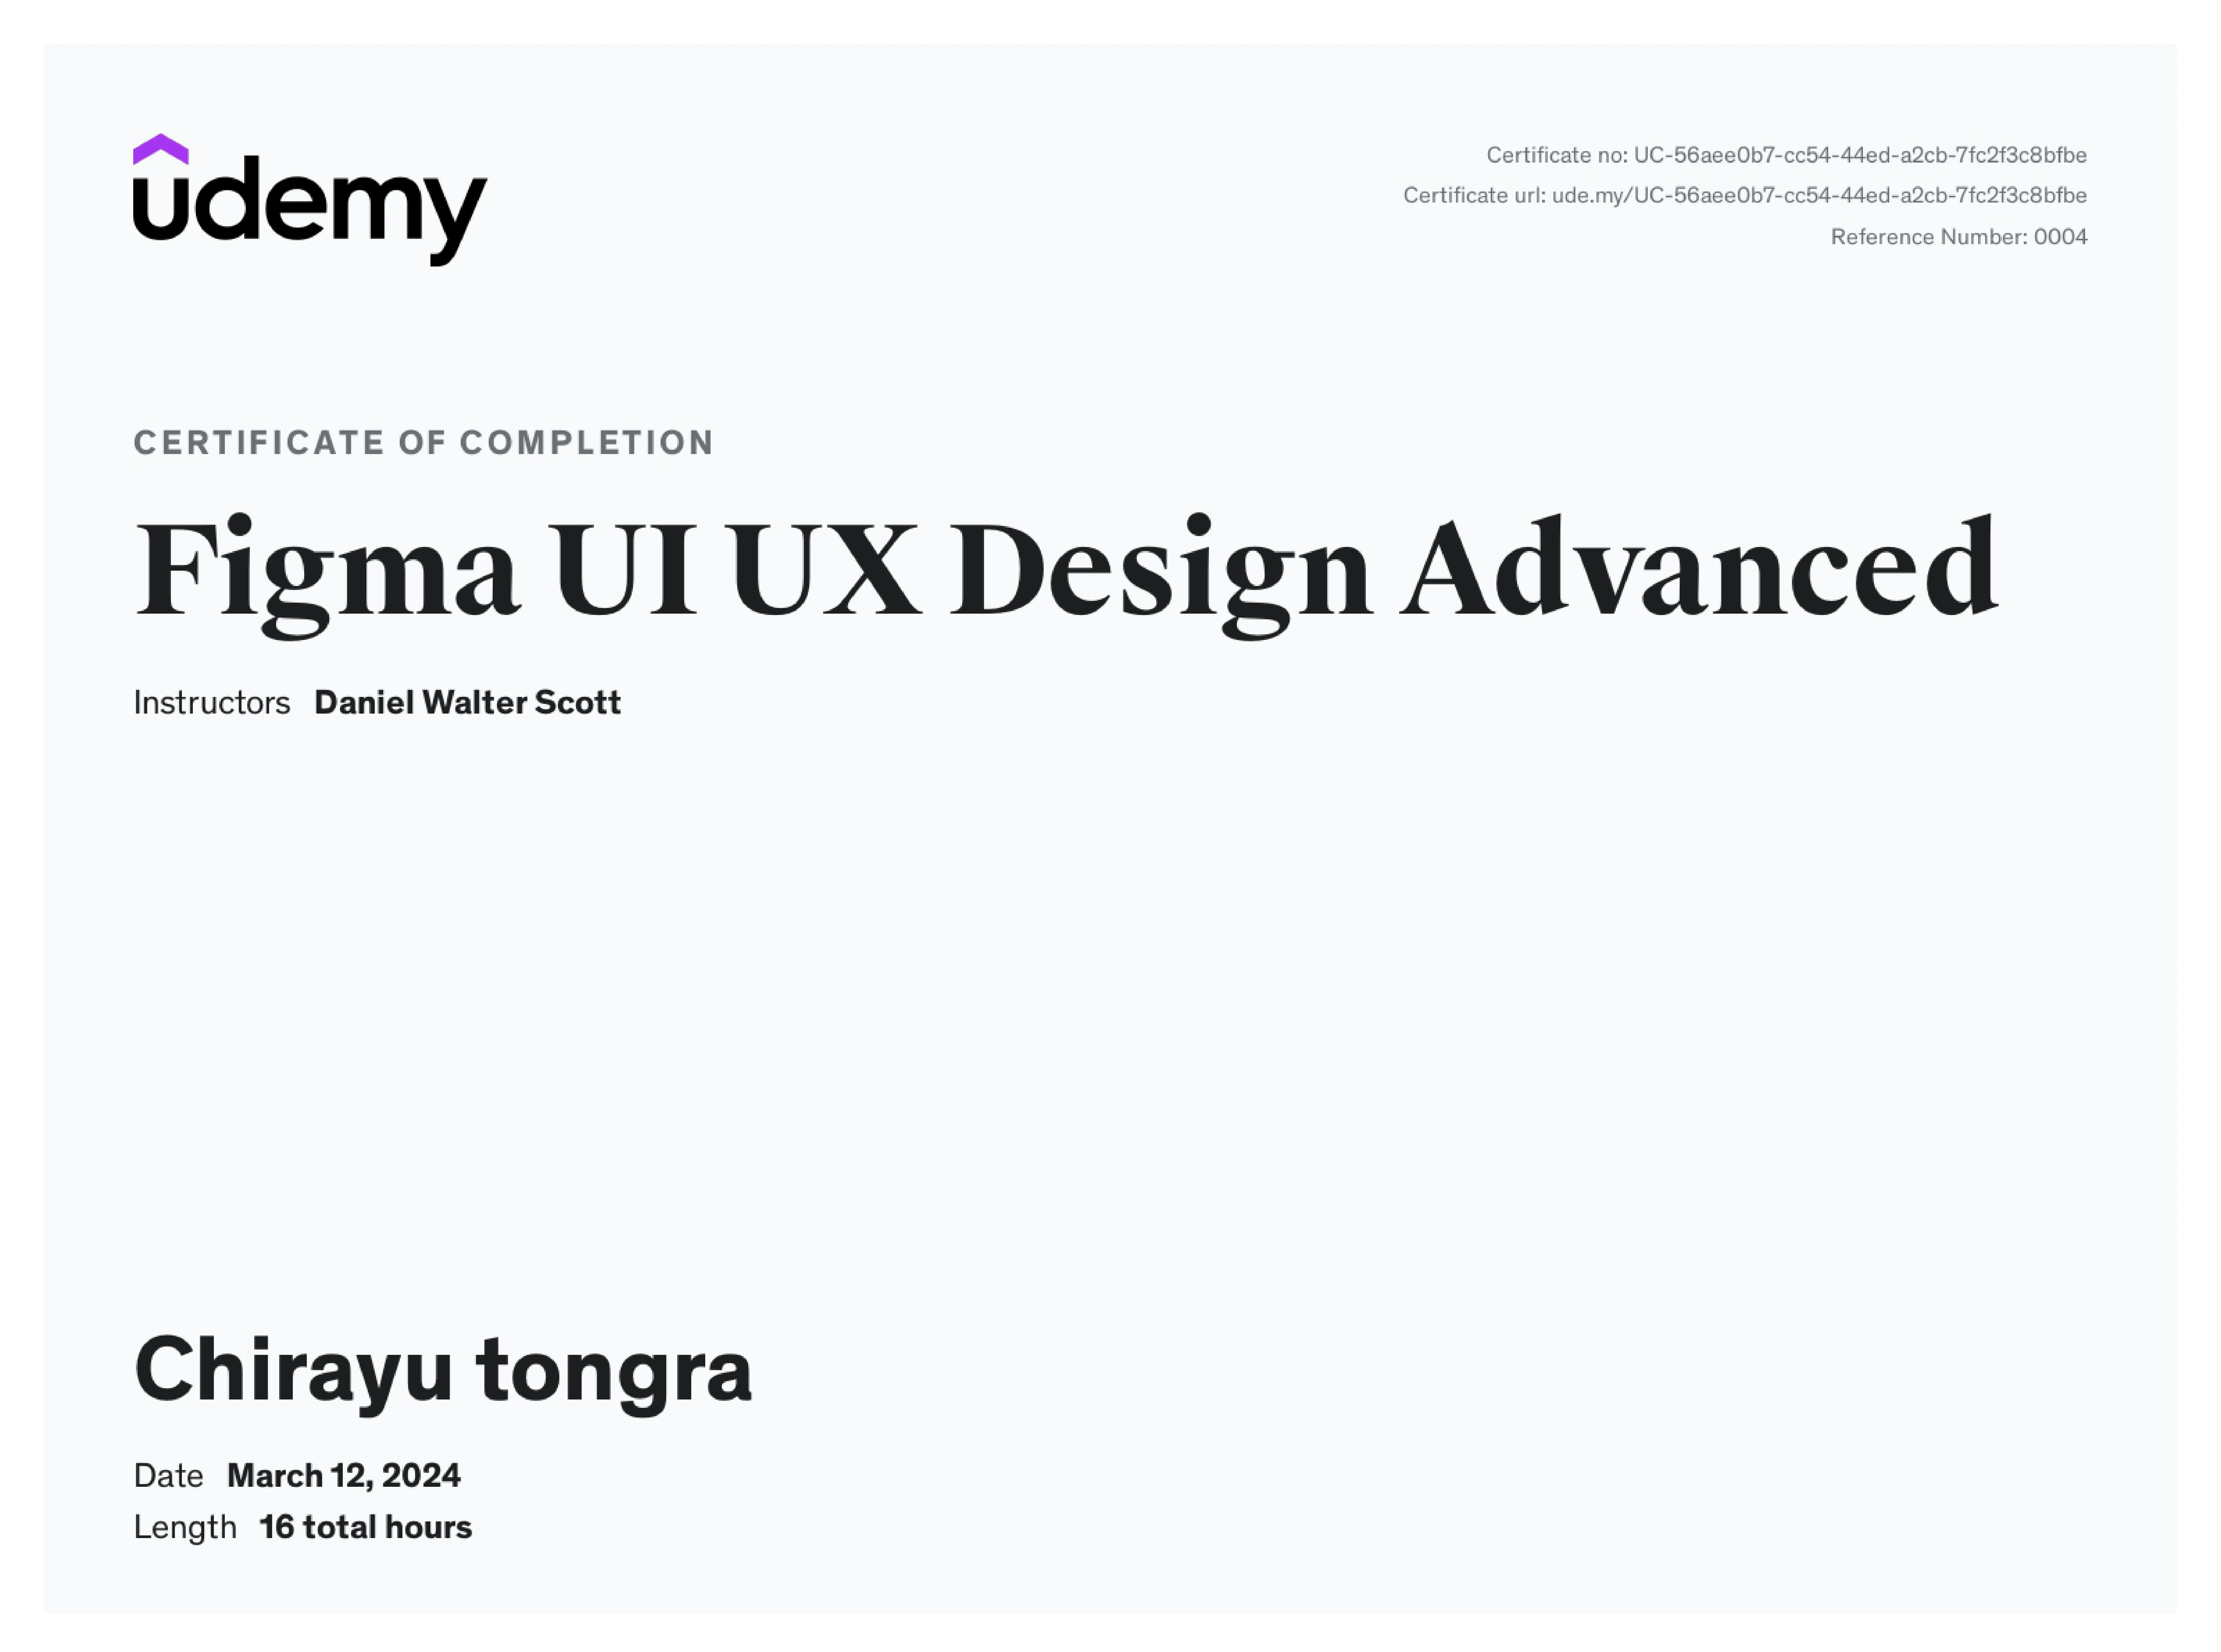 udemy
Certificate no: UC-56aee0b7-cc54-44ed-a2cb-7fc2f3c8bfbe
Certificate url: ude.my/UC-56aee0b7-cc54-44ed-a2cb-7fc2f3c8bfbe
Reference Number: 0004
CERTIFICATE OF COMPLETION
Figma UI UX Design Advanced
Instructors Daniel Walter Scott
Chirayu tongra
Date March 12, 2024
Length 16 total hours